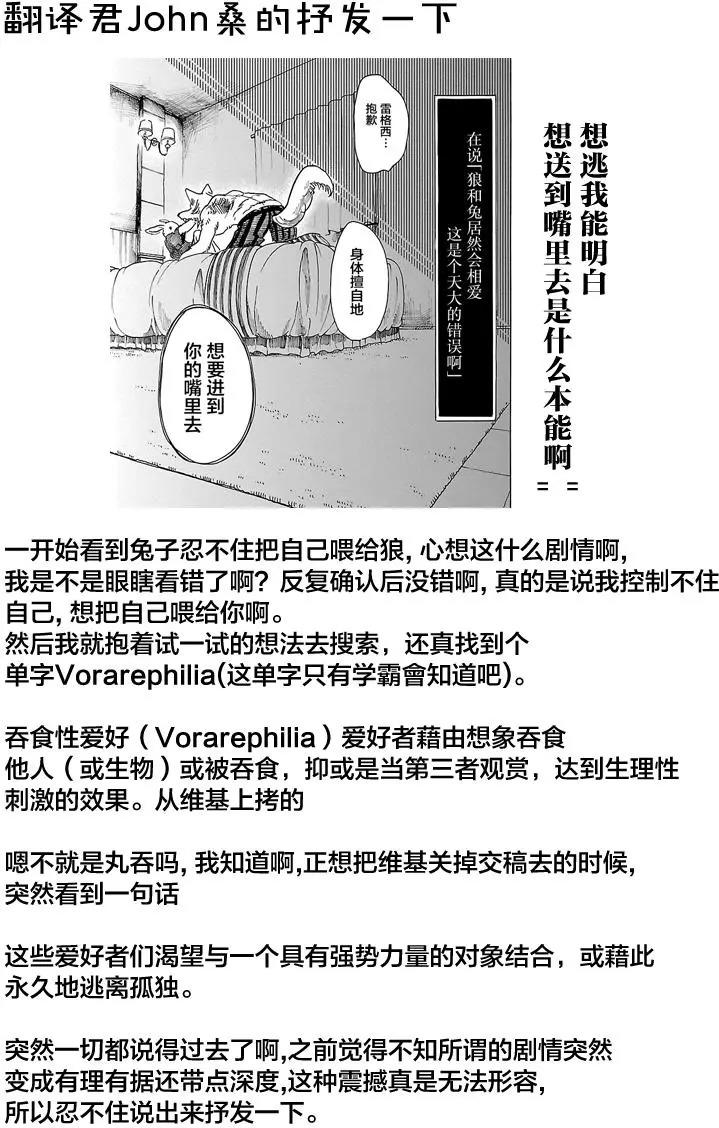 翻译君John桑的抒发一下
想逃我能明白
想送到嘴里去是什么本能啊
==
在说「狼和兔居然会相爱
这是个天大的错误啊」
雷格西…
抱歉
身体擅自地
想要进到
你的嘴里去
一开始看到兔子忍不住把自己喂给狼, 心想这什么剧情啊,
我是不是眼瞎看错了啊? 反复确认后没错啊, 真的是说我控制不住
自己, 想把自己喂给你啊。
然后我就抱着试一试的想法去搜索，还真找到个
单字Vorarephilia(这单字只有学霸會知道吧)。
吞食性爱好（Vorarephilia）爱好者藉由想象吞食
他人（或生物）或被吞食，抑或是当第三者观赏，达到生理性
刺激的效果。从维基上拷的
嗯不就是丸吞吗, 我知道啊,正想把维基关掉交稿去的时候,
突然看到一句话
这些爱好者们渴望与一个具有强势力量的对象结合，或藉此
永久地逃离孤独。
突然一切都说得过去了啊,之前觉得不知所谓的剧情突然
变成有理有据还带点深度,这种震撼真是无法形容,
所以忍不住说出来抒发一下。